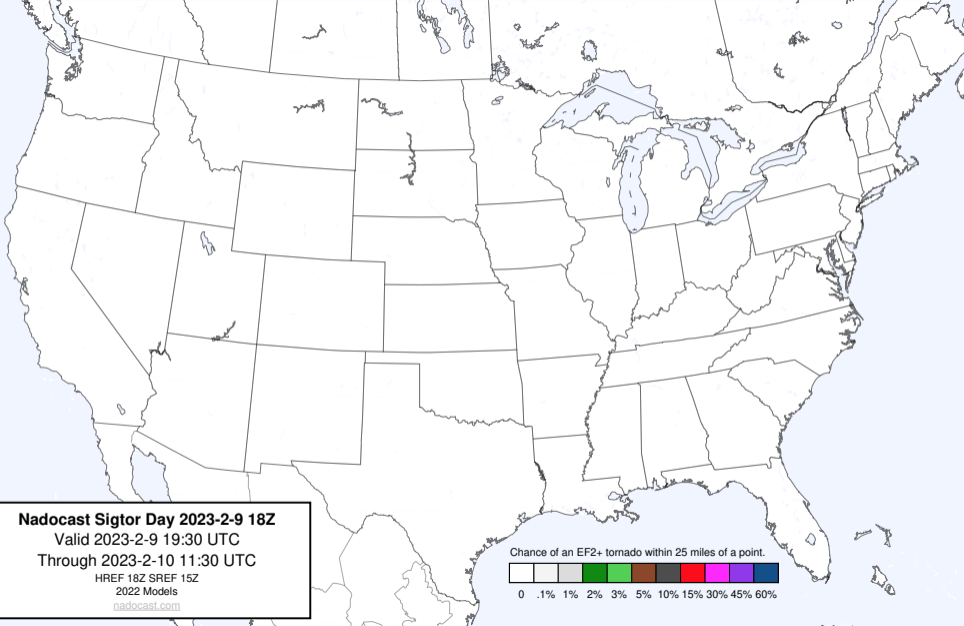 Nadocast Sigtor Day 2023-2-9 18Z
Valid 2023-2-9 19:30 UTC
Through 2023-2-10 11:30 UTC
HREF 18Z SREF 15Z
2022 Models
nadocast.com
Chance of an EF2+ tornado within 25 miles of a point.
0 .1% 1% 2% 3% 5% 10% 15% 30% 45% 60%